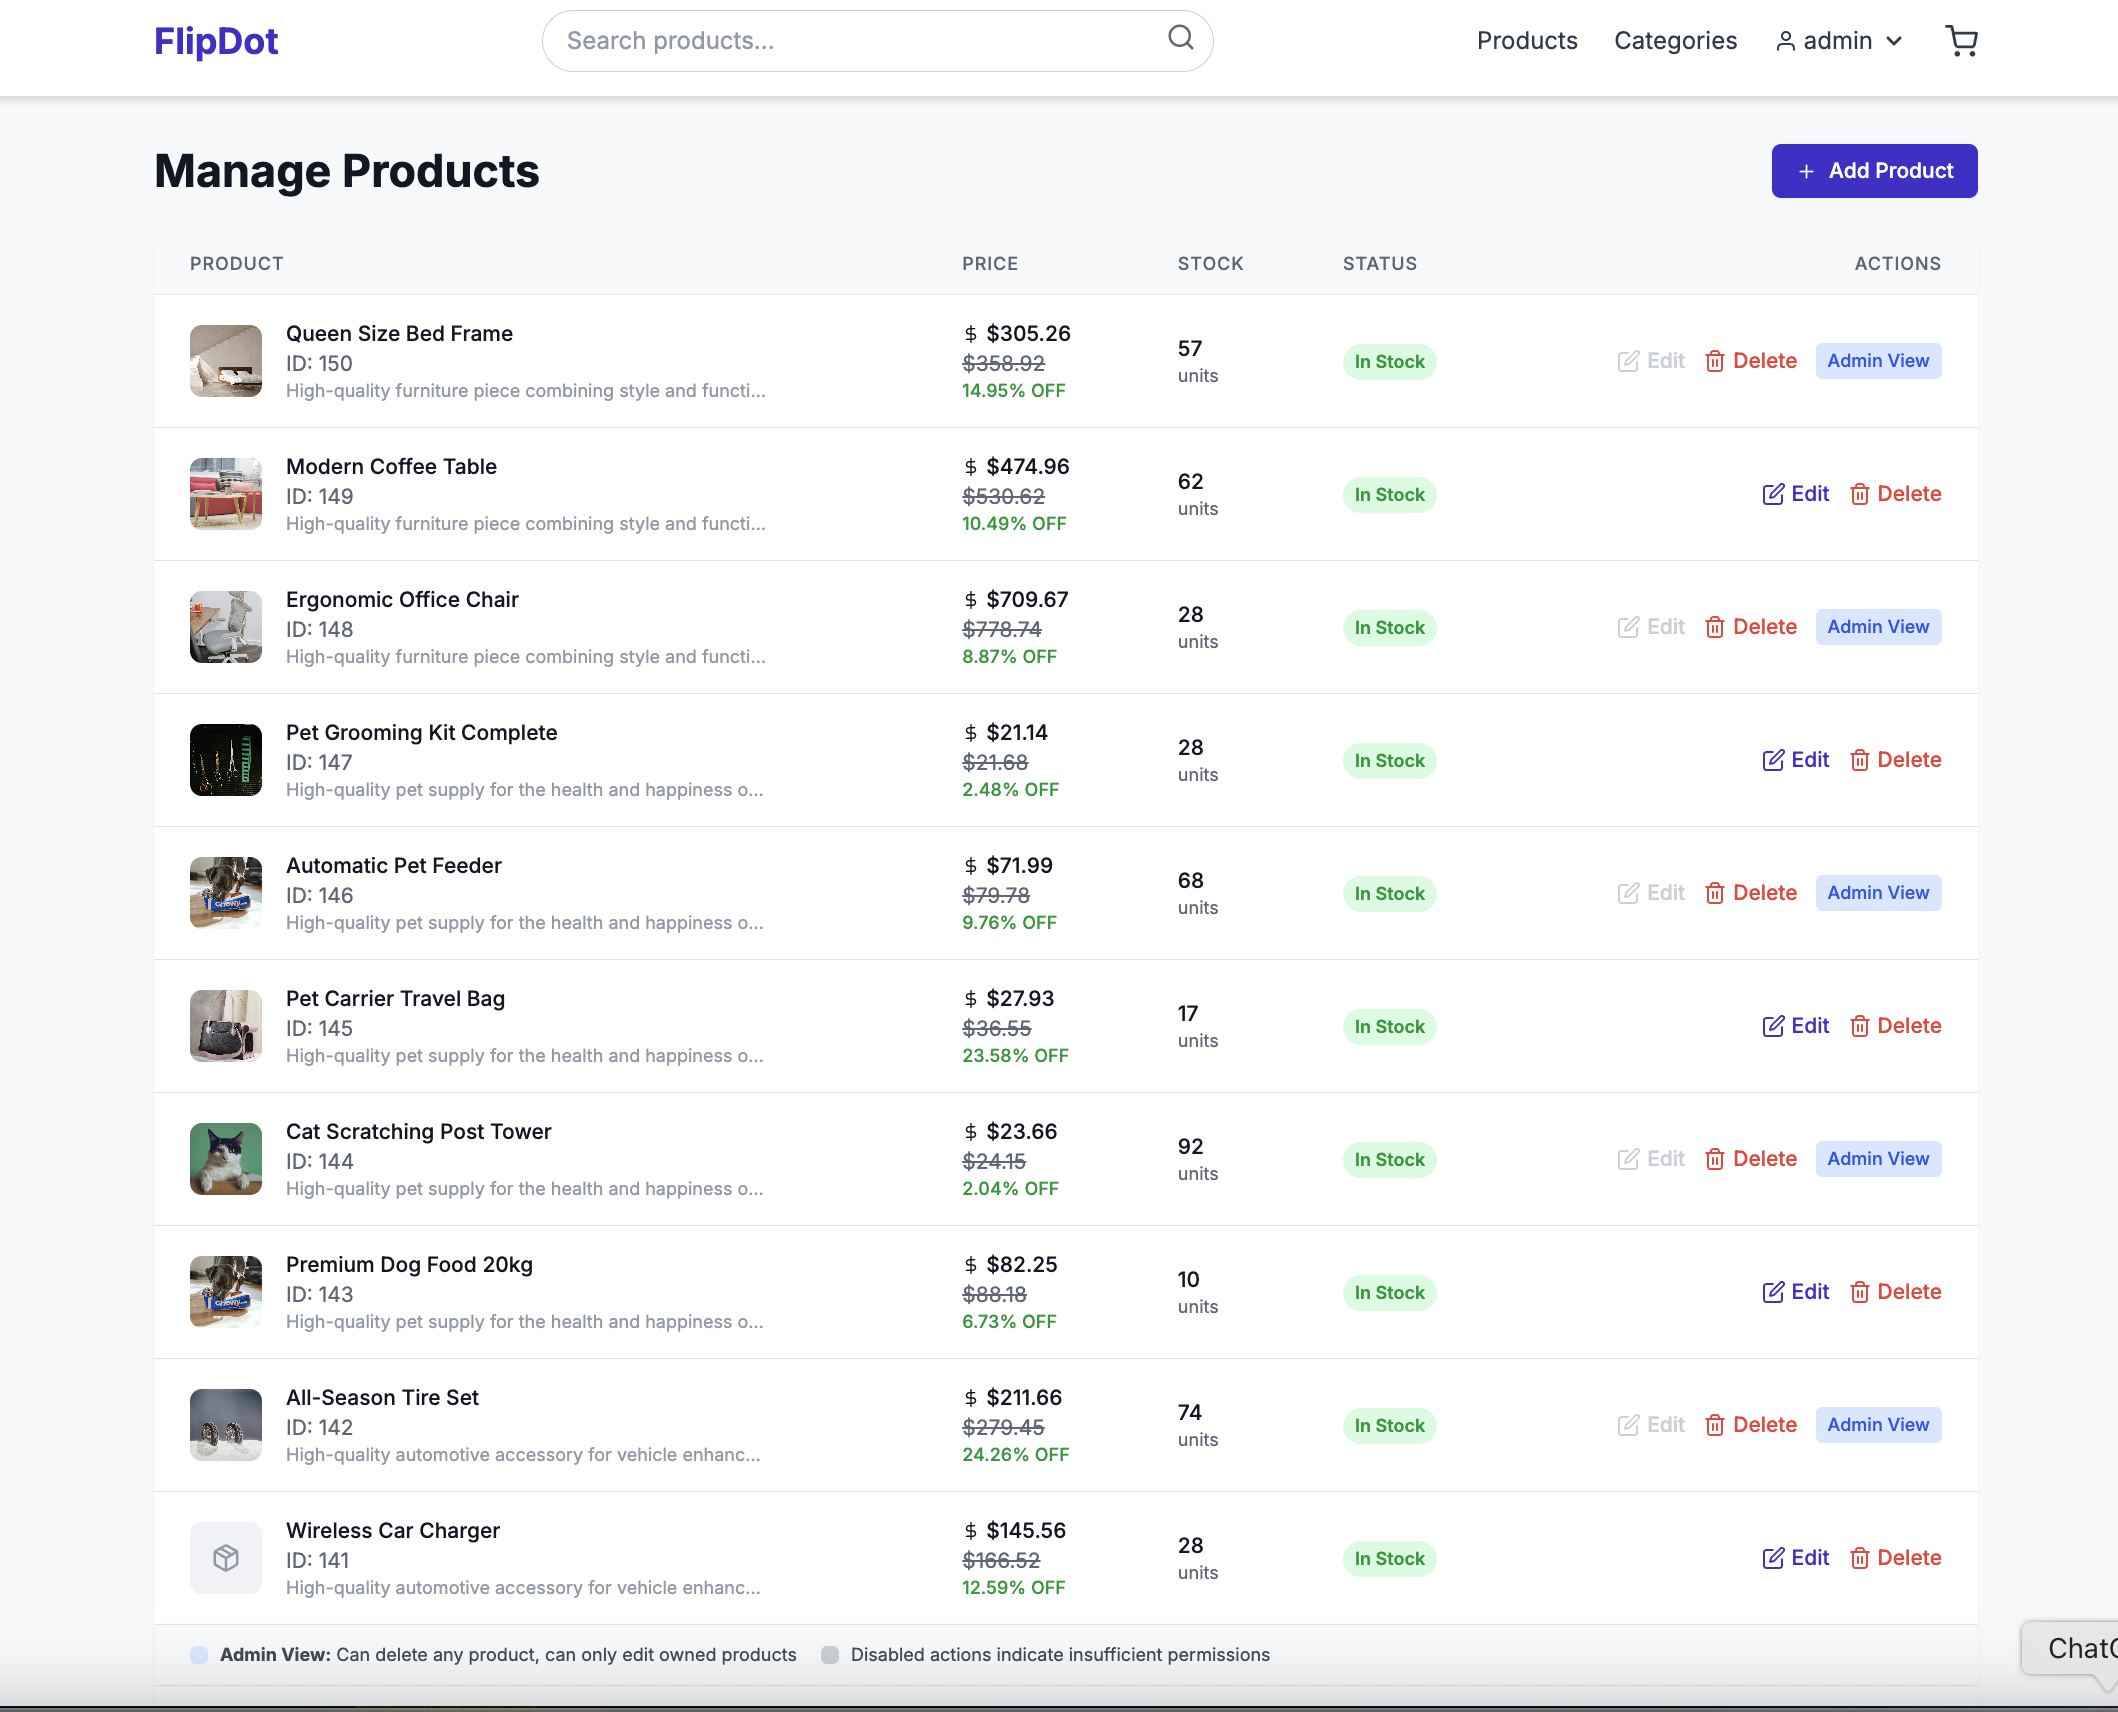 FlipDot
Search products...
Products Categories admin
Manage Products
+ Add Product
PRODUCT PRICE STOCK STATUS ACTIONS
Queen Size Bed Frame
ID: 150
High-quality furniture piece combining style and functi...
$ $305.26
$358.92
14.95% OFF
57
units
In Stock
Edit Delete Admin View
Modern Coffee Table
ID: 149
High-quality furniture piece combining style and functi...
$ $474.96
$530.62
10.49% OFF
62
units
In Stock
Edit Delete
Ergonomic Office Chair
ID: 148
High-quality furniture piece combining style and functi...
$ $709.67
$778.74
8.87% OFF
28
units
In Stock
Edit Delete Admin View
Pet Grooming Kit Complete
ID: 147
High-quality pet supply for the health and happiness o...
$ $21.14
$21.68
2.48% OFF
28
units
In Stock
Edit Delete
Automatic Pet Feeder
ID: 146
High-quality pet supply for the health and happiness o...
$ $71.99
$79.78
9.76% OFF
68
units
In Stock
Edit Delete Admin View
Pet Carrier Travel Bag
ID: 145
High-quality pet supply for the health and happiness o...
$ $27.93
$36.55
23.58% OFF
17
units
In Stock
Edit Delete
Cat Scratching Post Tower
ID: 144
High-quality pet supply for the health and happiness o...
$ $23.66
$24.15
2.04% OFF
92
units
In Stock
Edit Delete Admin View
Premium Dog Food 20kg
ID: 143
High-quality pet supply for the health and happiness o...
$ $82.25
$88.18
6.73% OFF
10
units
In Stock
Edit Delete
All-Season Tire Set
ID: 142
High-quality automotive accessory for vehicle enhanc...
$ $211.66
$279.45
24.26% OFF
74
units
In Stock
Edit Delete Admin View
Wireless Car Charger
ID: 141
High-quality automotive accessory for vehicle enhanc...
$ $145.56
$166.52
12.59% OFF
28
units
In Stock
Edit Delete
Admin View: Can delete any product, can only edit owned products Disabled actions indicate insufficient permissions